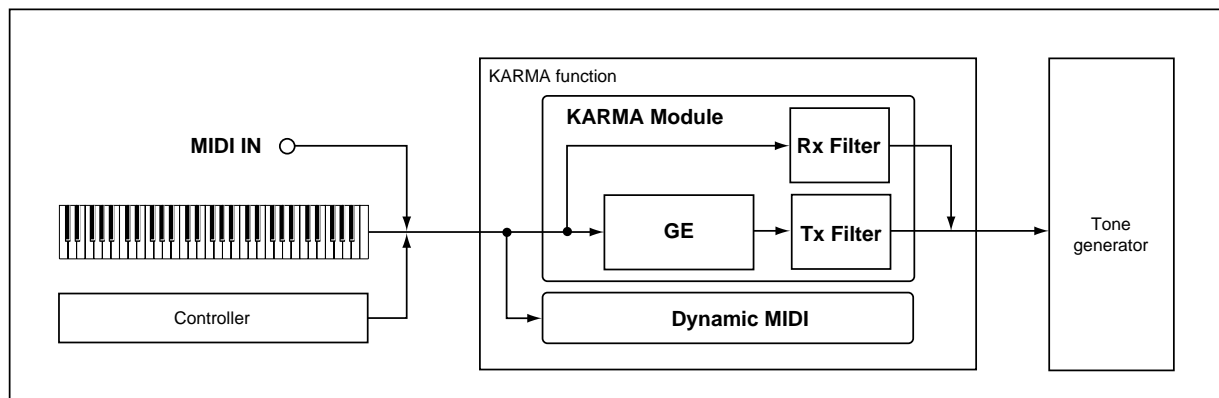 KARMA function
KARMA Module
MIDI IN
Rx Filter
GE
Tx Filter
Tone
generator
Controller
Dynamic MIDI